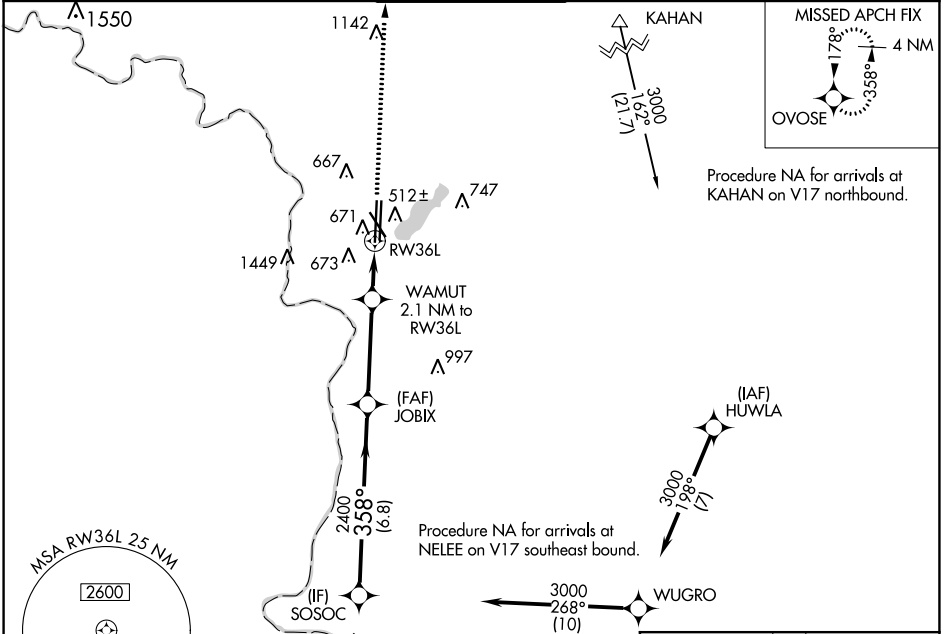 1550
1142
KAHAN
3000
162°
(21.7)
MISSED APCH FIX
178°
358°
4 NM
OVOSE
Procedure NA for arrivals at
KAHAN on V17 northbound.
667
512±
747
671
RW36L
1449
673
WAMUT
2.1 NM to
RW36L
997
(FAF)
JOBIX
(IAF)
HUWLA
3000
198°
(7)
2400
358°
(6.8)
Procedure NA for arrivals at
NELEE on V17 southeast bound.
MSA RW36L 25 NM
2600
(IF)
SOSOC
3000
268°
(10)
WUGRO